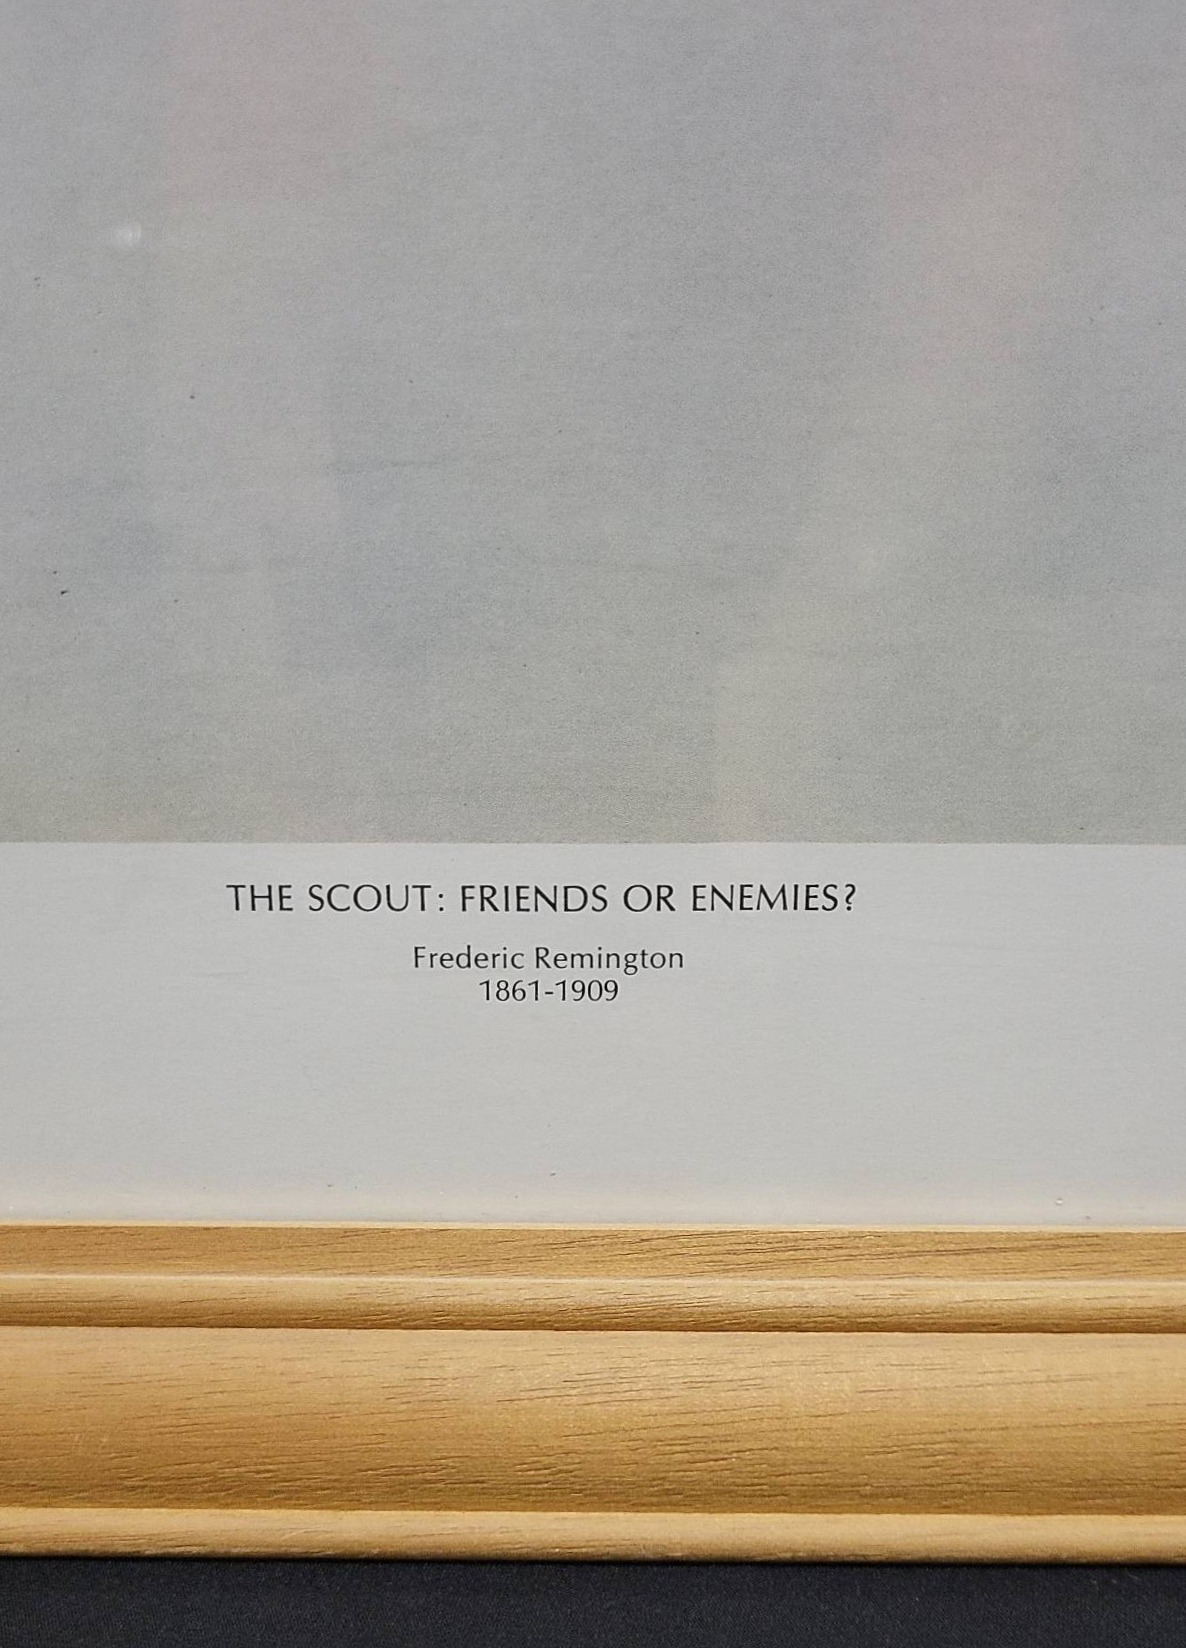 THE SCOUT: FRIENDS OR ENEMIES?
Frederic Remington
1861-1909